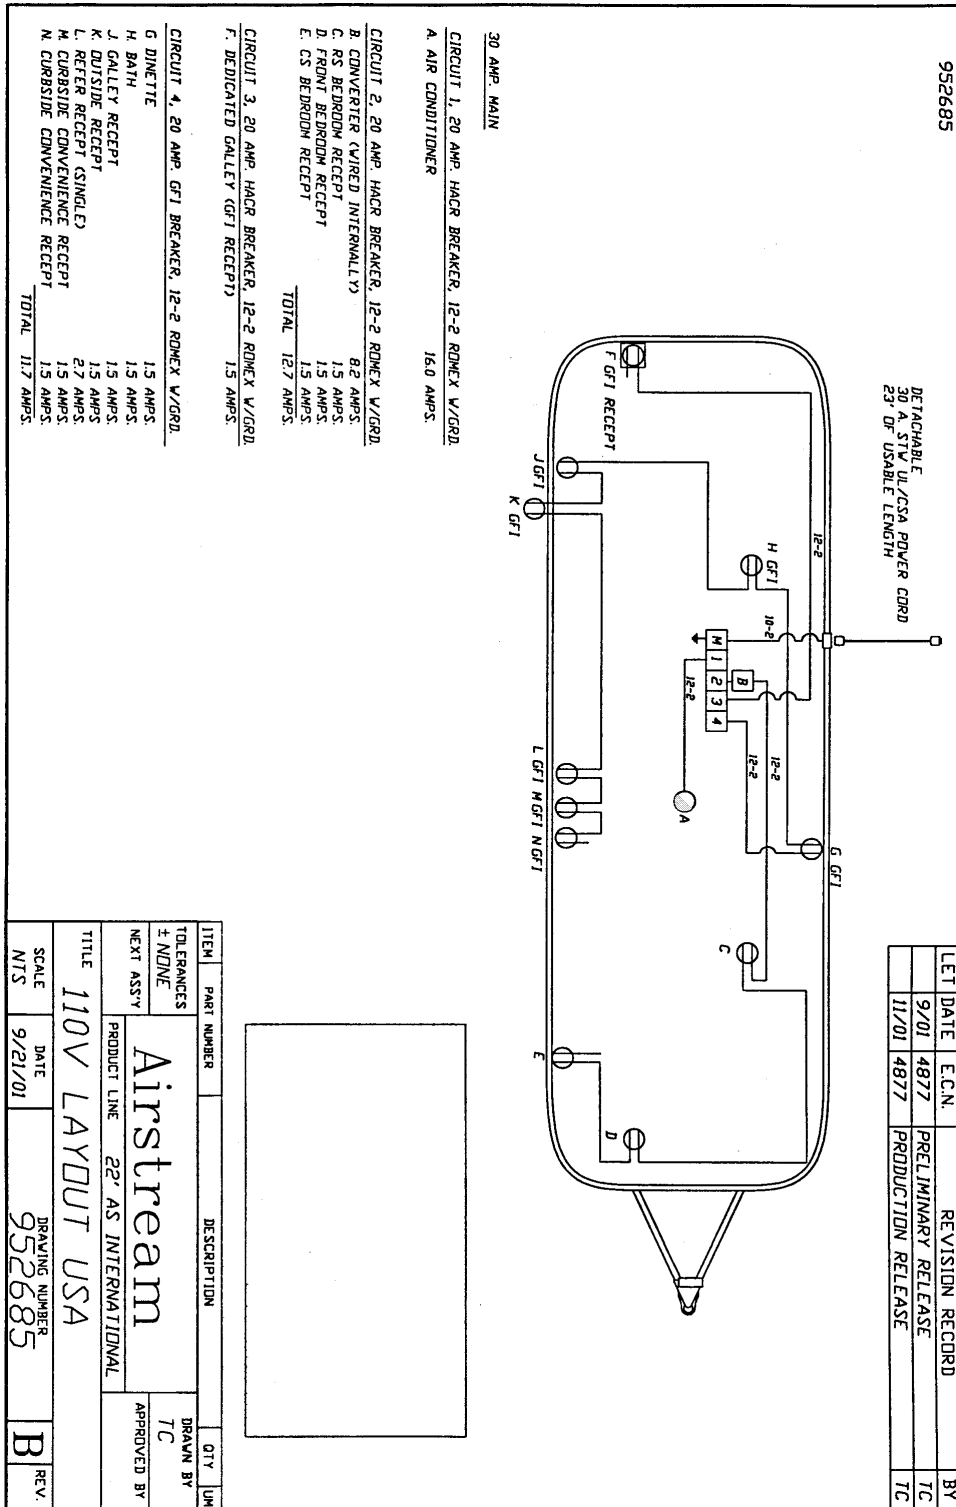 952685
LET DATE E.C.N. REVISION RECORD BY
9/01 4877 PRELIMINARY RELEASE TC
11/01 4877 PRODUCTION RELEASE TC
DETACHABLE
30 A. STW UL/CSA POWER CORD
23' OF USABLE LENGTH
12-2
10-2
12-2
12-2
12-2
F GFI RECEPT
H GFI
G GFI
M 1 2 3 4
B
A
C
D
E
J GFI
K GFI
L GFI M GFI N GFI
30 AMP. MAIN
CIRCUIT 1, 20 AMP. HACR BREAKER, 12-2 ROMEX W/GRD.
A. AIR CONDITIONER 16.0 AMPS.
CIRCUIT 2, 20 AMP. HACR BREAKER, 12-2 ROMEX W/GRD.
B. CONVERTER (WIRED INTERNALLY) 8.2 AMPS.
C. RS BEDROOM RECEPT 1.5 AMPS.
D. FRONT BEDROOM RECEPT 1.5 AMPS.
E. CS BEDROOM RECEPT 1.5 AMPS.
TOTAL 12.7 AMPS.
CIRCUIT 3, 20 AMP. HACR BREAKER, 12-2 ROMEX W/GRD.
F. DEDICATED GALLEY (GFI RECEPT) 1.5 AMPS.
CIRCUIT 4, 20 AMP. GFI BREAKER, 12-2 ROMEX W/GRD.
G DINETTE 1.5 AMPS.
H. BATH 1.5 AMPS.
J. GALLEY RECEPT 1.5 AMPS.
K. OUTSIDE RECEPT 1.5 AMPS
L. REFER RECEPT (SINGLE) 2.7 AMPS.
M. CURBSIDE CONVENIENCE RECEPT 1.5 AMPS.
N. CURBSIDE CONVENIENCE RECEPT 1.5 AMPS.
TOTAL 11.7 AMPS.
ITEM PART NUMBER DESCRIPTION QTY UM
TOLERANCES
± NONE
NEXT ASS'Y
Airstream
DRAWN BY
TC
APPROVED BY
PRODUCT LINE 22' AS INTERNATIONAL
TITLE 110V LAYOUT USA
SCALE
NTS
DATE
9/21/01
DRAWING NUMBER
952685
REV.
B